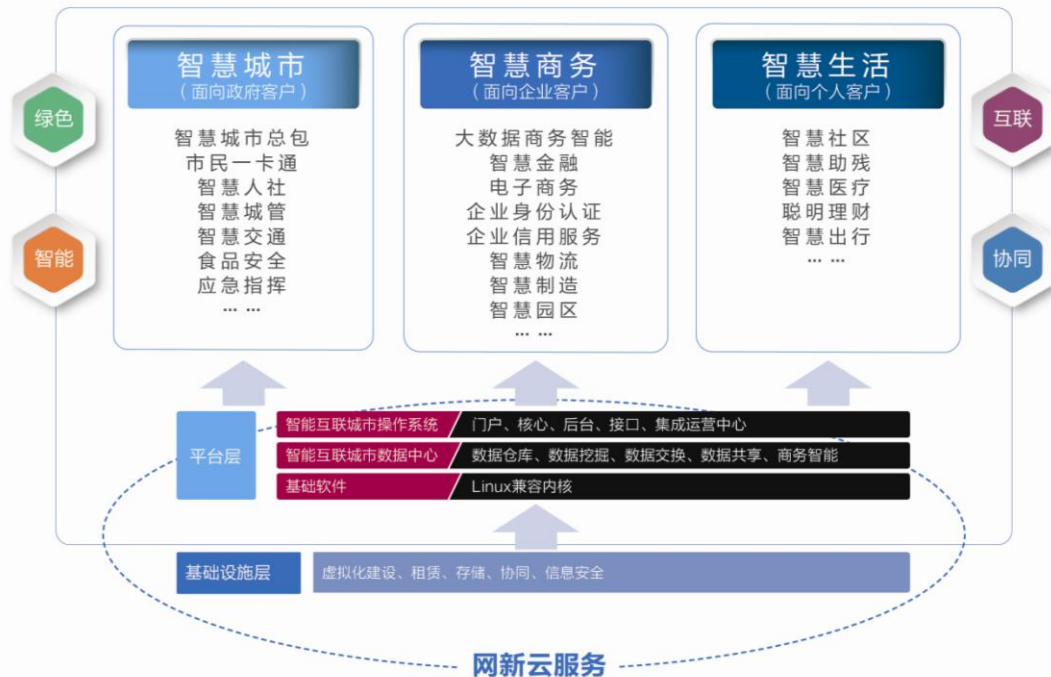 智慧城市
（面向政府客户）
智慧城市总包
市民一卡通
智慧人社
智慧城管
智慧交通
食品安全
应急指挥
… …
智慧商务
（面向企业客户）
大数据商务智能
智慧金融
电子商务
企业身份认证
企业信用服务
智慧物流
智慧制造
智慧园区
… …
智慧生活
（面向个人客户）
智慧社区
智慧助残
智慧医疗
聪明理财
智慧出行
… …
绿色
智能
互联
协同
平台层
智能互联城市操作系统
门户、核心、后台、接口、集成运营中心
智能互联城市数据中心
数据仓库、数据挖掘、数据交换、数据共享、商务智能
基础软件
Linux兼容内核
基础设施层
虚拟化建设、租赁、存储、协同、信息安全
网新云服务